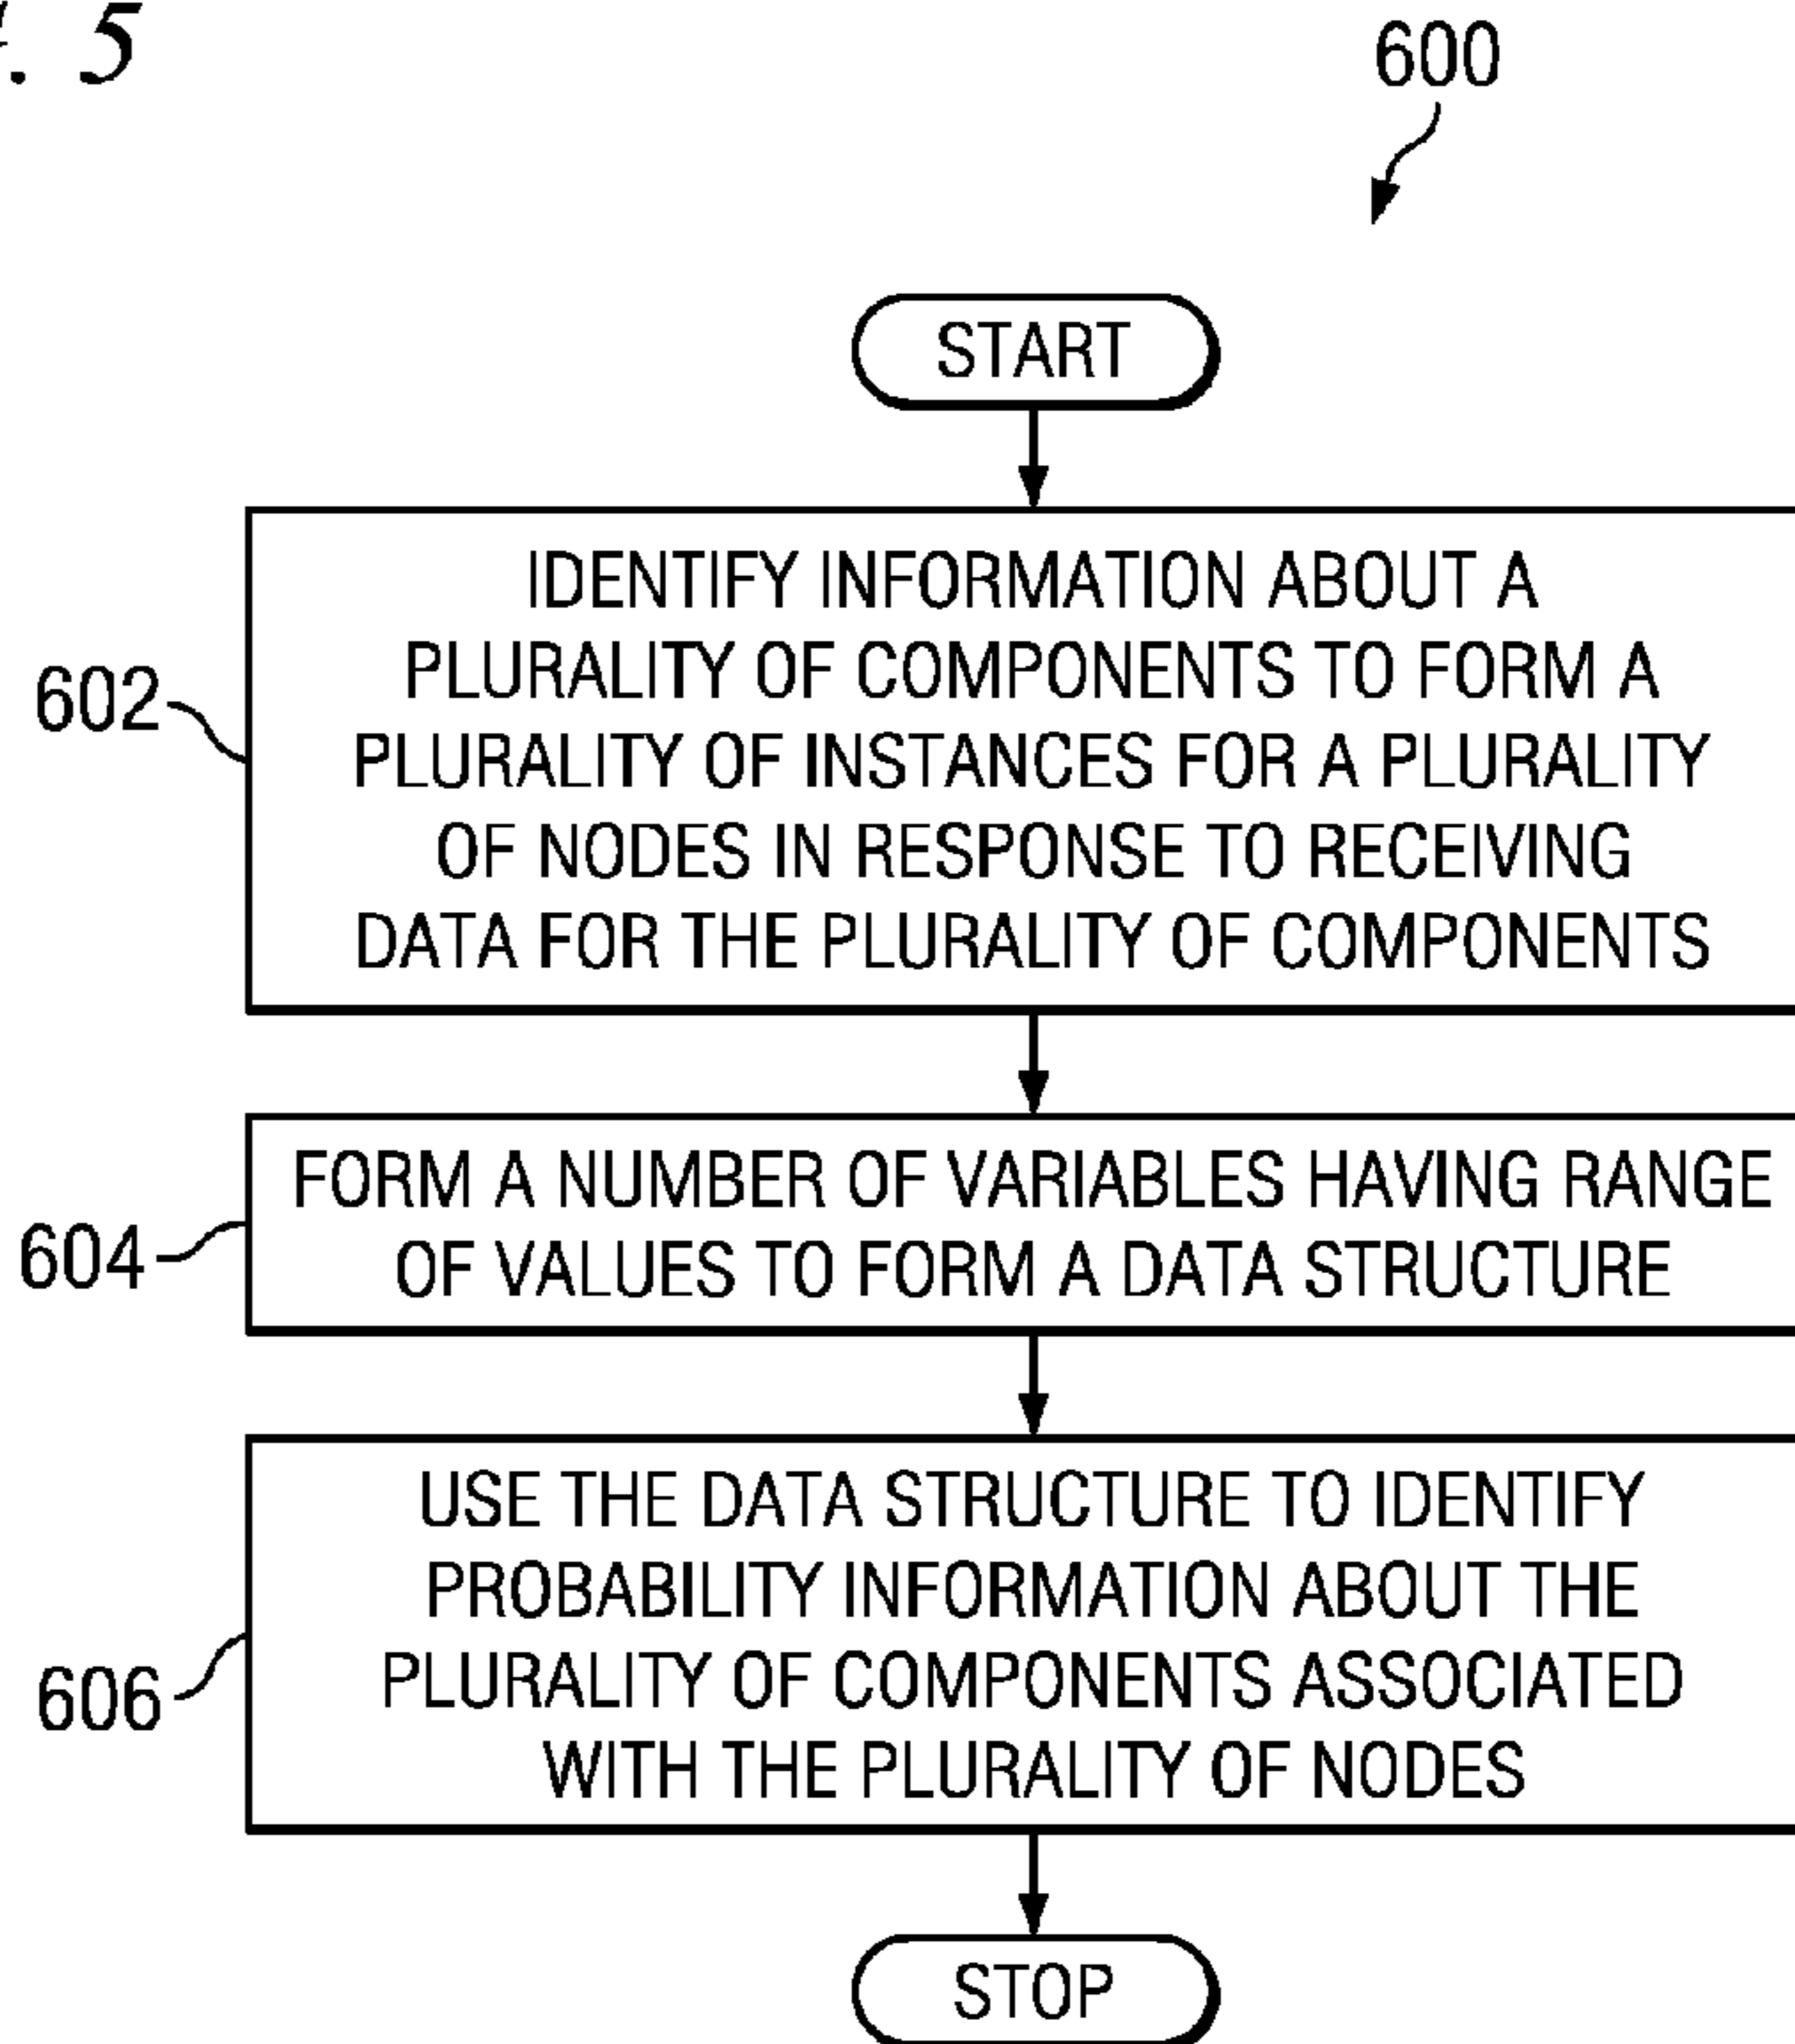 . 5
600
START
602
IDENTIFY INFORMATION ABOUT A
PLURALITY OF COMPONENTS TO FORM A
PLURALITY OF INSTANCES FOR A PLURALITY
OF NODES IN RESPONSE TO RECEIVING
DATA FOR THE PLURALITY OF COMPONENTS
604
FORM A NUMBER OF VARIABLES HAVING RANGE
OF VALUES TO FORM A DATA STRUCTURE
606
USE THE DATA STRUCTURE TO IDENTIFY
PROBABILITY INFORMATION ABOUT THE
PLURALITY OF COMPONENTS ASSOCIATED
WITH THE PLURALITY OF NODES
STOP